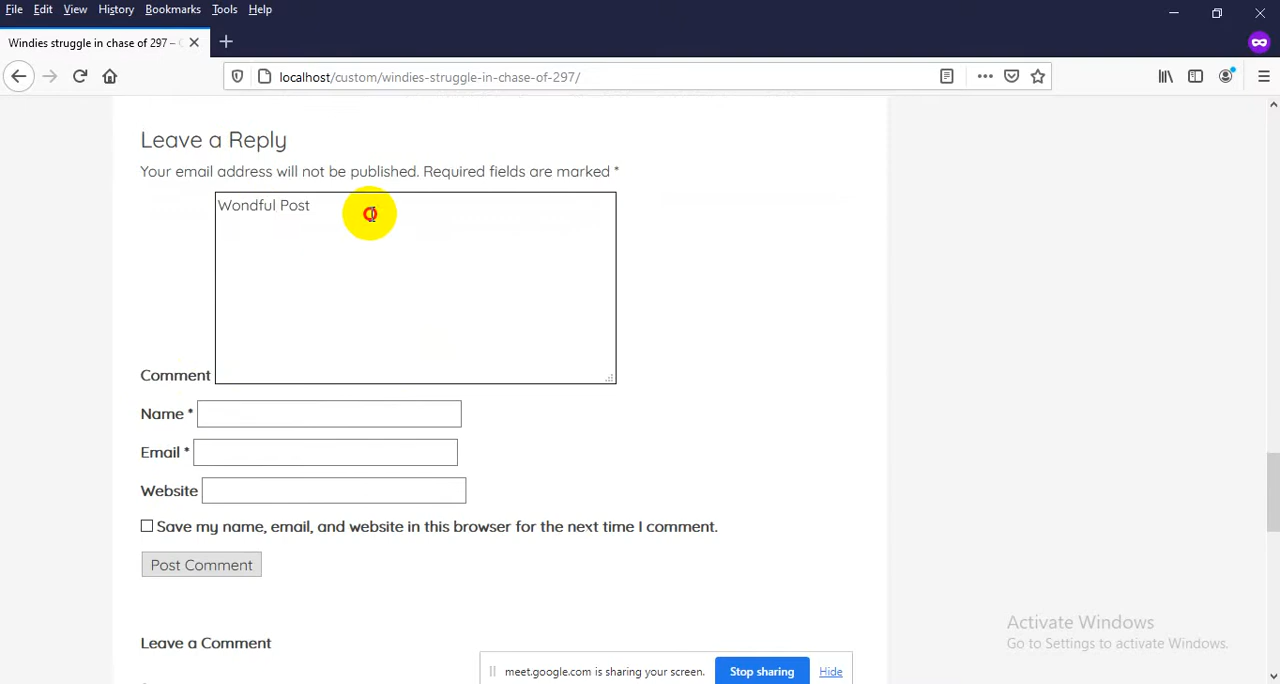 File Edit View History Bookmarks Tools Help
Windies struggle in chase of 297 –
localhost/custom/windies-struggle-in-chase-of-297/
Leave a Reply
Your email address will not be published. Required fields are marked *
Wondful Post
Comment
Name *
Email *
Website
Save my name, email, and website in this browser for the next time I comment.
Post Comment
Leave a Comment
Activate Windows
Go to Settings to activate Windows.
meet.google.com is sharing your screen. Stop sharing Hide